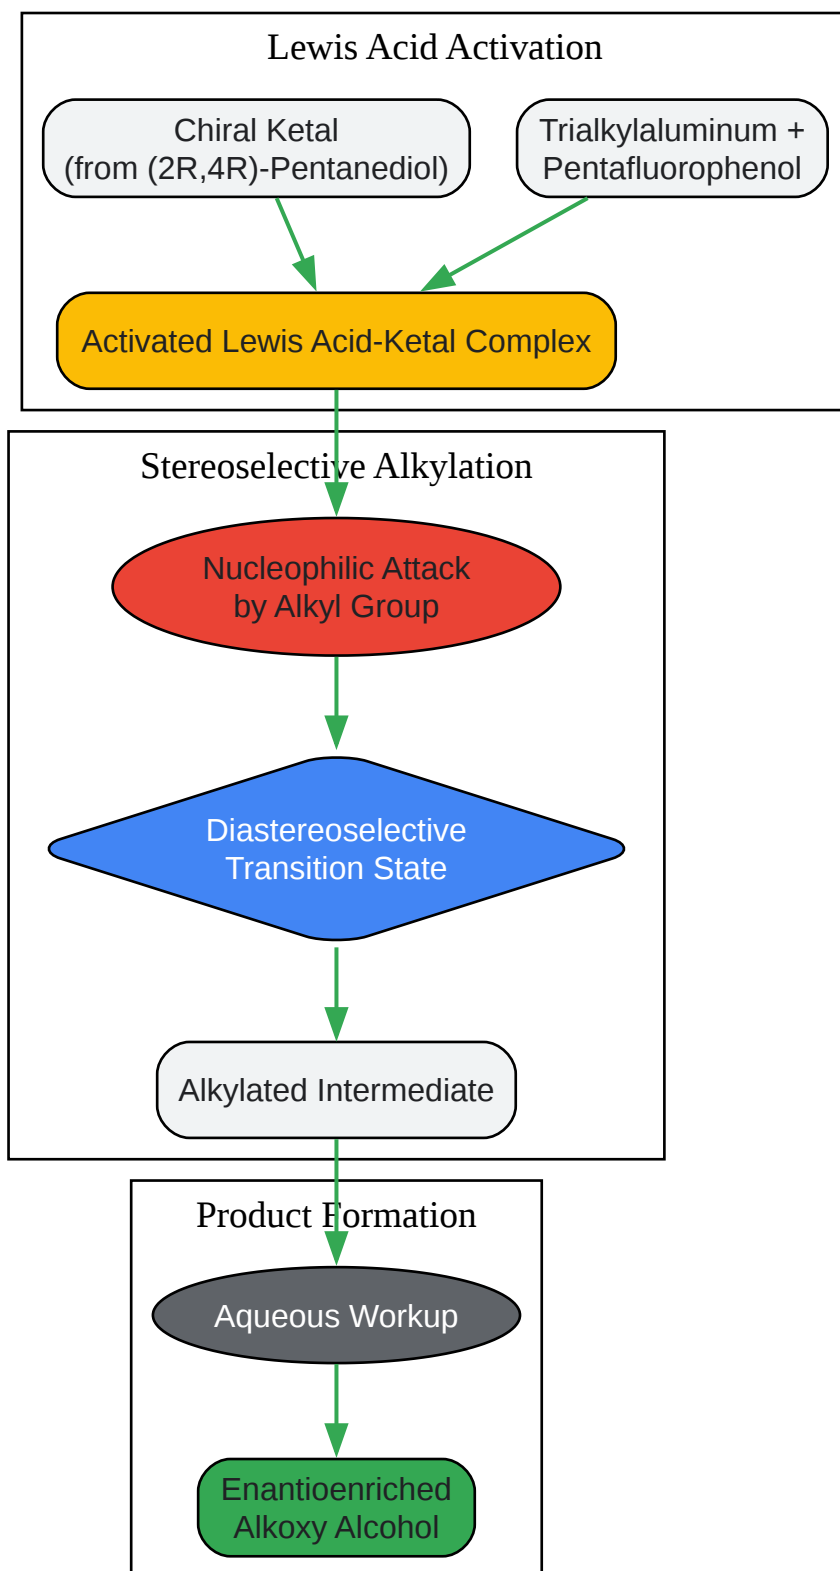 Lewis Acid Activation
Chiral Ketal
(from (2R,4R)-Pentanediol)
Trialkylaluminum +
Pentafluorophenol
Activated Lewis Acid-Ketal Complex
Stereoselective Alkylation
Nucleophilic Attack
by Alkyl Group
Diastereoselective
Transition State
Alkylated Intermediate
Product Formation
Aqueous Workup
Enantioenriched
Alkoxy Alcohol